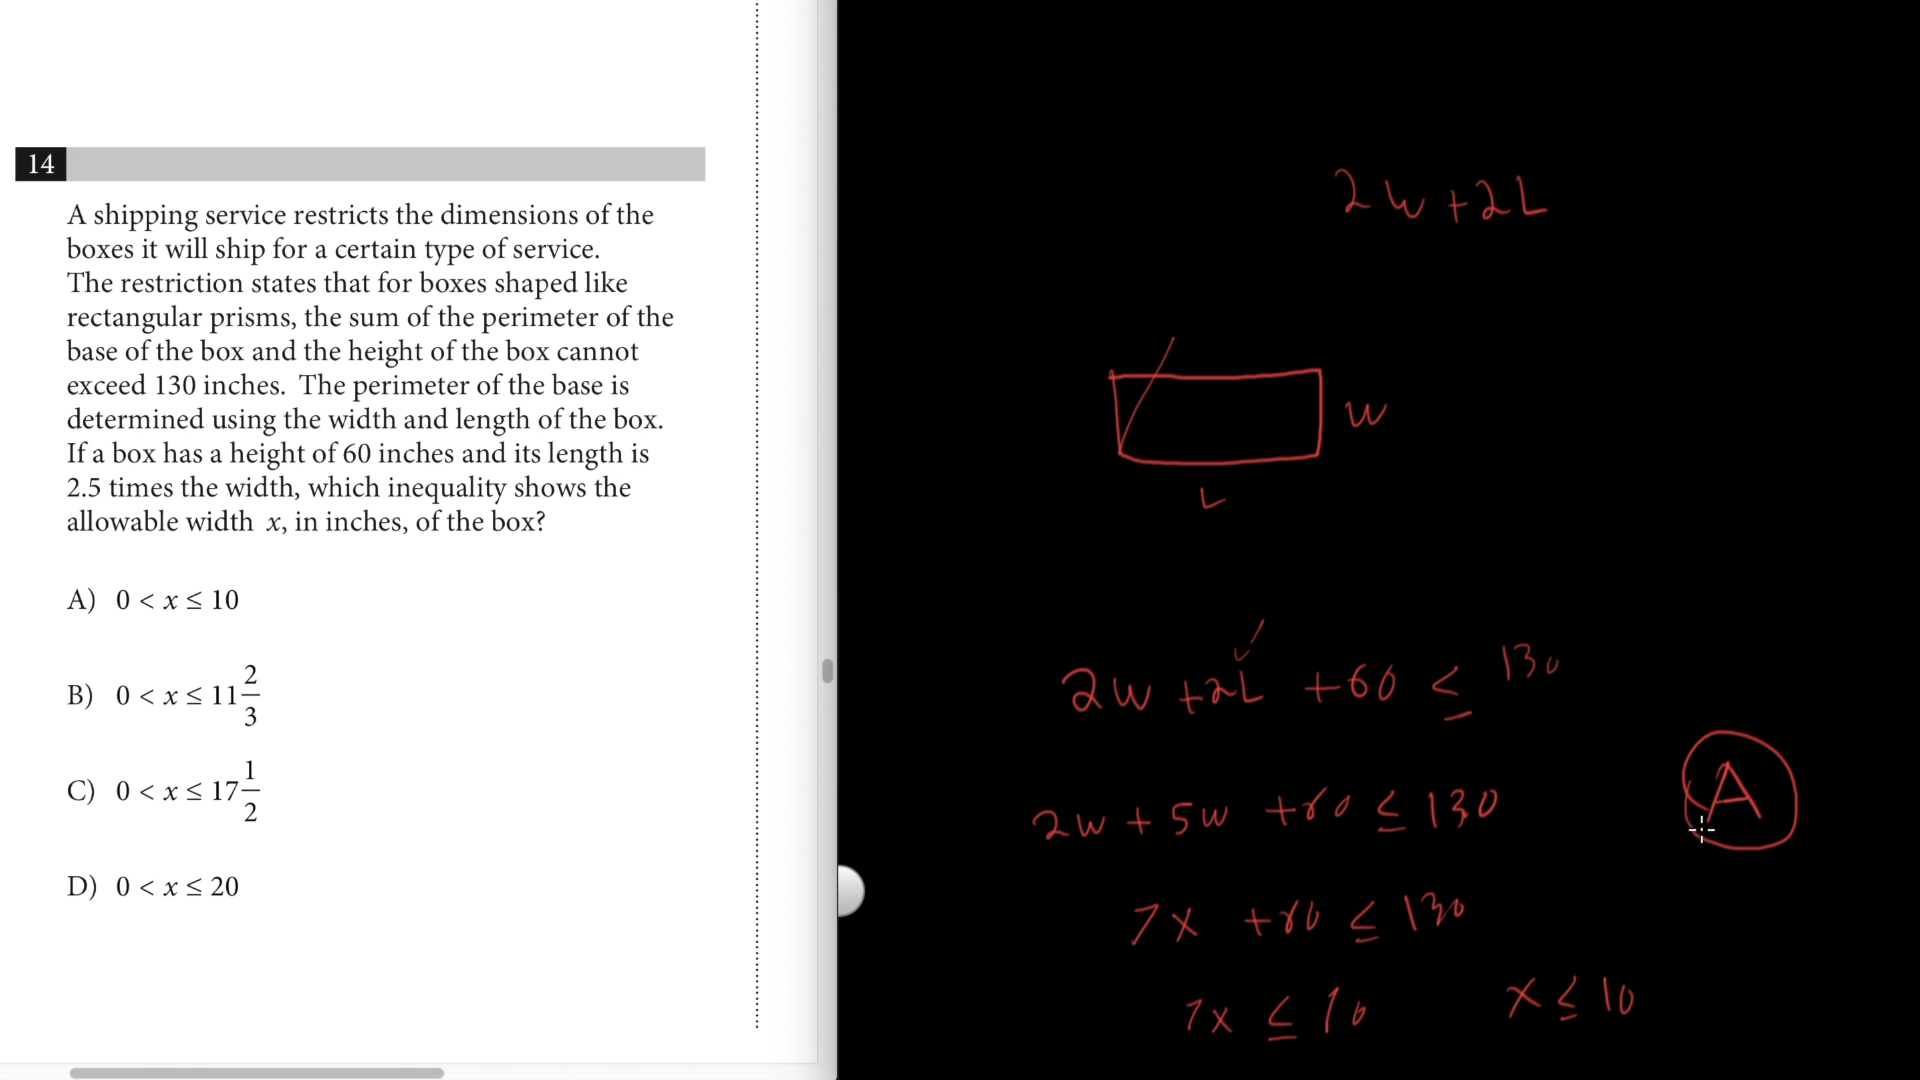 14
A shipping service restricts the dimensions of the
boxes it will ship for a certain type of service.
The restriction states that for boxes shaped like
rectangular prisms, the sum of the perimeter of the
base of the box and the height of the box cannot
exceed 130 inches. The perimeter of the base is
determined using the width and length of the box.
If a box has a height of 60 inches and its length is
2.5 times the width, which inequality shows the
allowable width x, in inches, of the box?
A) 0 < x ≤ 10
B) 0 < x ≤ 11 2/3
C) 0 < x ≤ 17 1/2
D) 0 < x ≤ 20
2W + 2L
W
L
2W + 2L + 60 ≤ 130
2W + 5W + 60 ≤ 130
7x + 60 ≤ 130
7x ≤ 70
x ≤ 10
A